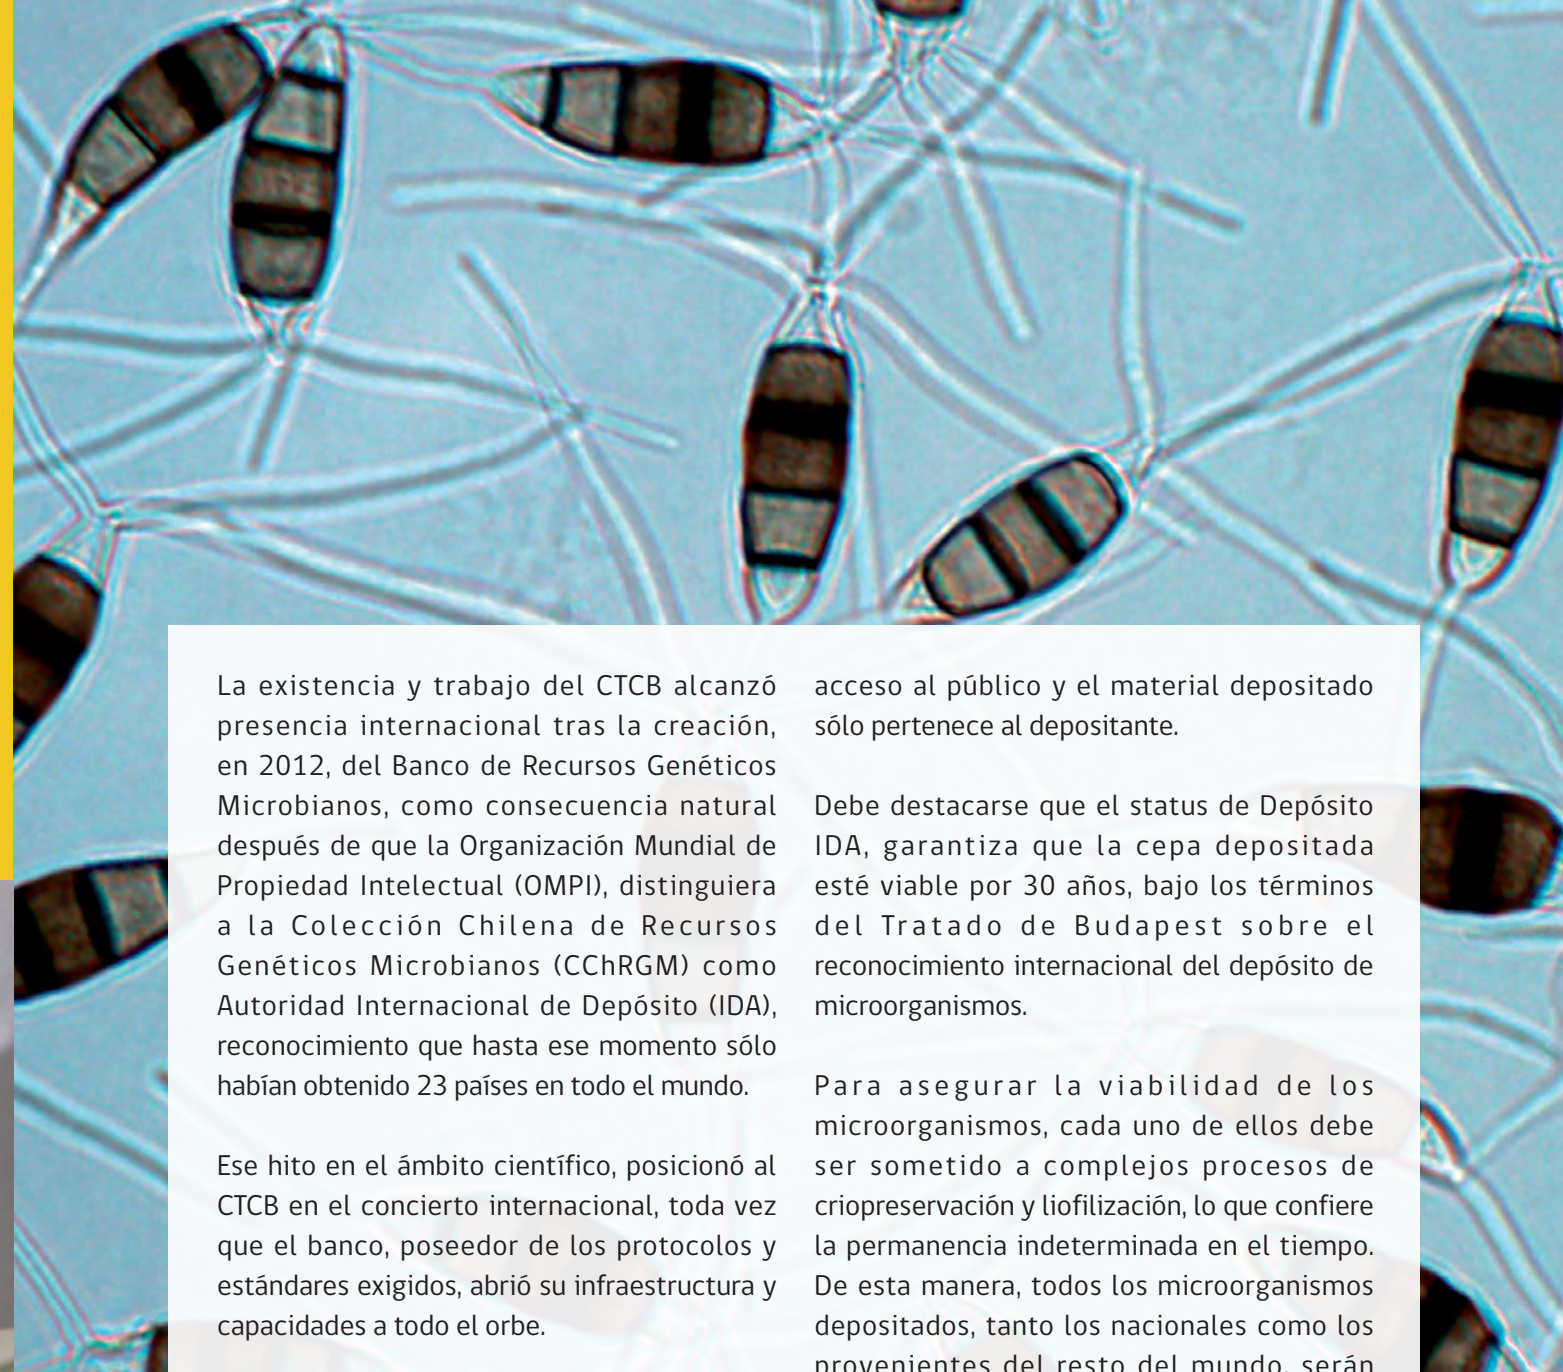 La existencia y trabajo del CTCB alcanzó
presencia internacional tras la creación,
en 2012, del Banco de Recursos Genéticos
Microbianos, como consecuencia natural
después de que la Organización Mundial de
Propiedad Intelectual (OMPI), distinguiera
a la Colección Chilena de Recursos
Genéticos Microbianos (CChRGM) como
Autoridad Internacional de Depósito (IDA),
reconocimiento que hasta ese momento sólo
habían obtenido 23 países en todo el mundo.
Ese hito en el ámbito científico, posicionó al
CTCB en el concierto internacional, toda vez
que el banco, poseedor de los protocolos y
estándares exigidos, abrió su infraestructura y
capacidades a todo el orbe.
acceso al público y el material depositado
sólo pertenece al depositante.
Debe destacarse que el status de Depósito
IDA, garantiza que la cepa depositada
esté viable por 30 años, bajo los términos
del Tratado de Budapest sobre el
reconocimiento internacional del depósito de
microorganismos.
Para asegurar la viabilidad de los
microorganismos, cada uno de ellos debe
ser sometido a complejos procesos de
criopreservación y liofilización, lo que confiere
la permanencia indeterminada en el tiempo.
De esta manera, todos los microorganismos
depositados, tanto los nacionales como los
provenientes del resto del mundo, serán